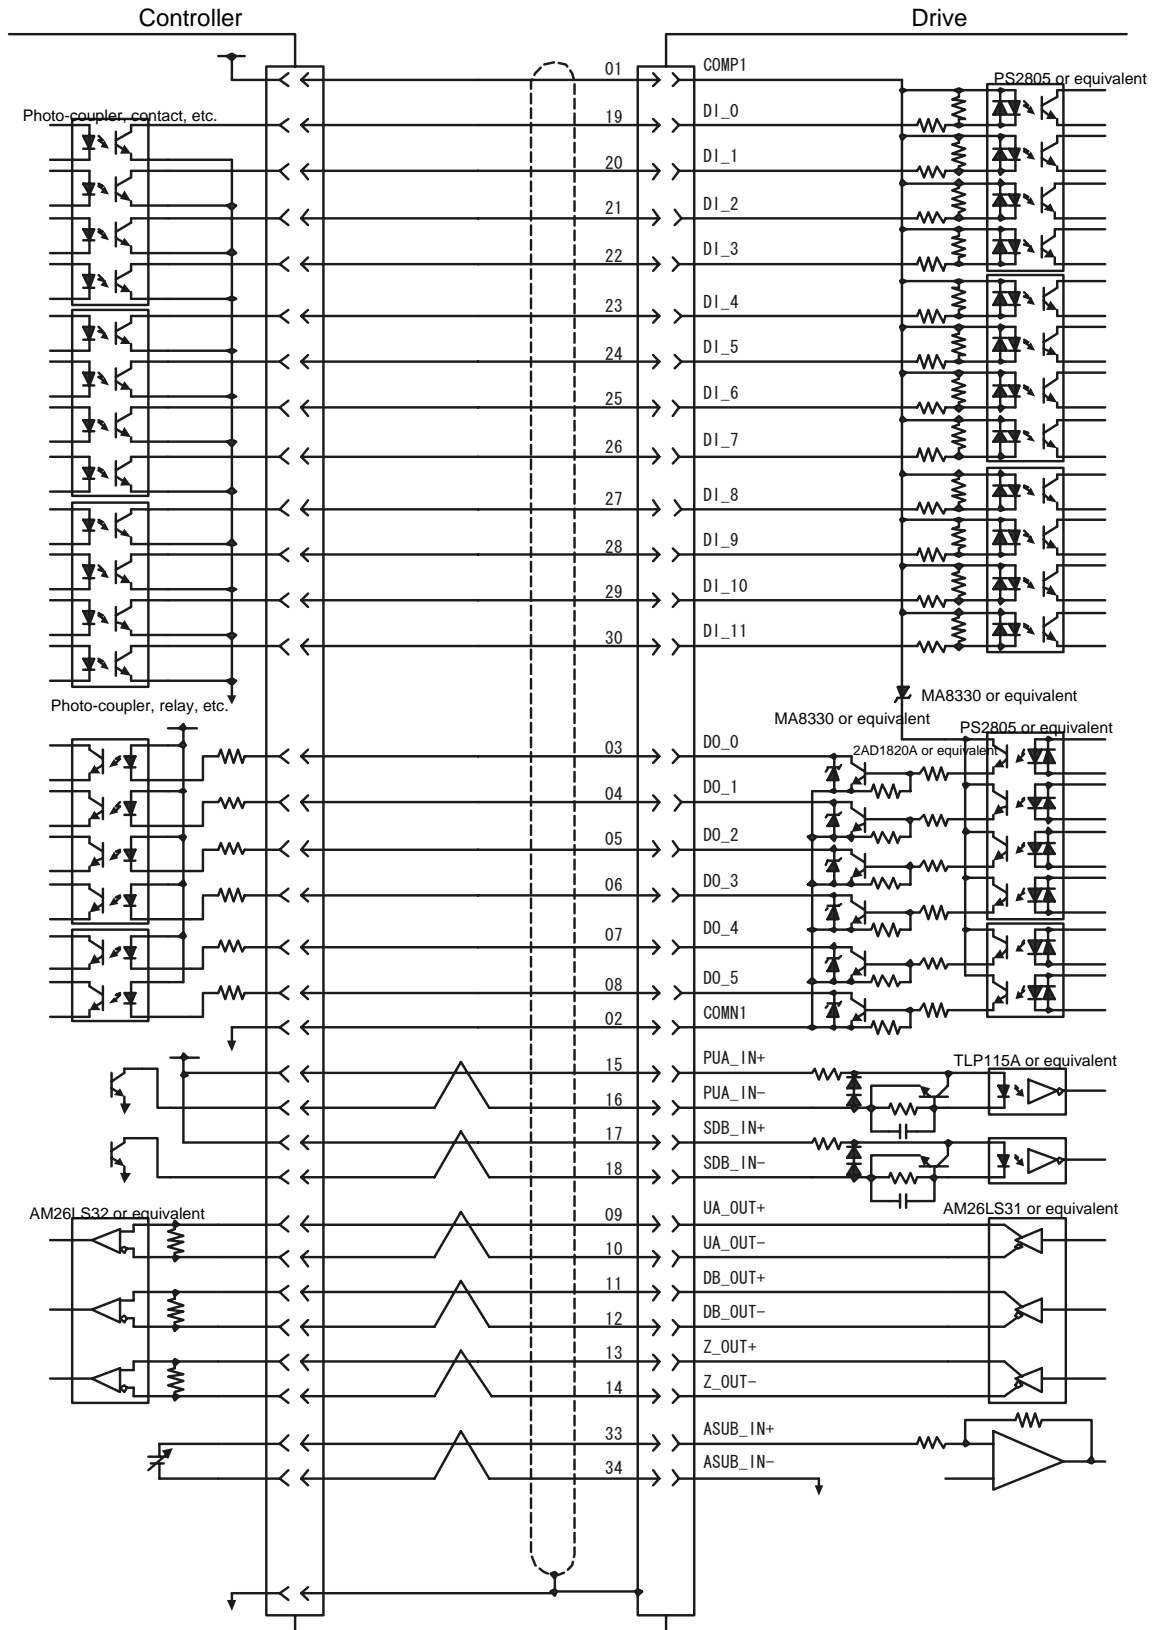 Controller
Drive
01 COMP1
PS2805 or equivalent
Photo-coupler, contact, etc.
19 DI_0
20 DI_1
21 DI_2
22 DI_3
23 DI_4
24 DI_5
25 DI_6
26 DI_7
27 DI_8
28 DI_9
29 DI_10
30 DI_11
MA8330 or equivalent
Photo-coupler, relay, etc.
MA8330 or equivalent
PS2805 or equivalent
03 DO_0
2AD1820A or equivalent
04 DO_1
05 DO_2
06 DO_3
07 DO_4
08 DO_5
02 COMN1
15 PUA_IN+
TLP115A or equivalent
16 PUA_IN-
17 SDB_IN+
18 SDB_IN-
AM26LS32 or equivalent
09 UA_OUT+
AM26LS31 or equivalent
10 UA_OUT-
11 DB_OUT+
12 DB_OUT-
13 Z_OUT+
14 Z_OUT-
33 ASUB_IN+
34 ASUB_IN-